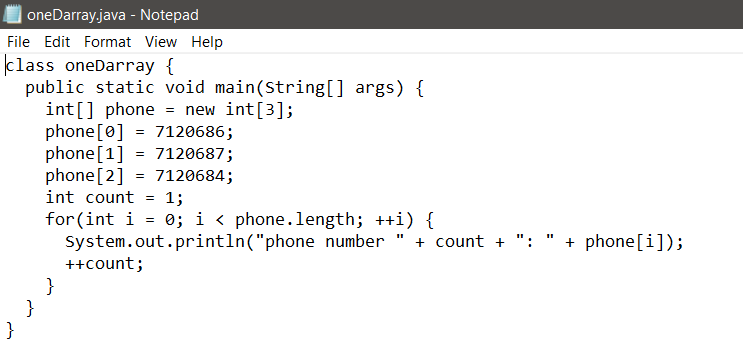 oneDarray.java - Notepad
File Edit Format View Help
class oneDarray {
  public static void main(String[] args) {
    int[] phone = new int[3];
    phone[0] = 7120686;
    phone[1] = 7120687;
    phone[2] = 7120684;
    int count = 1;
    for(int i = 0; i < phone.length; ++i) {
      System.out.println("phone number " + count + ": " + phone[i]);
      ++count;
    }
  }
}